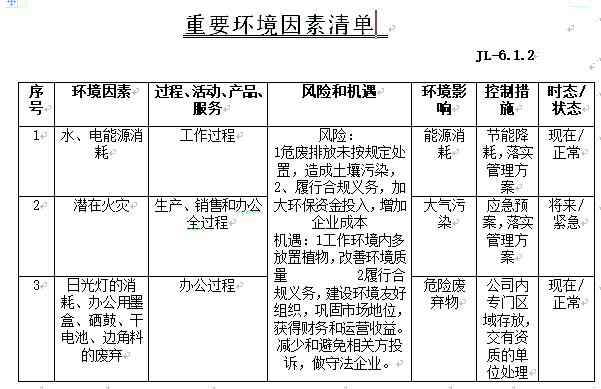 重要环境因素清单
JL-6.1.2
序号 环境因素 过程、活动、产品、服务 风险和机遇 环境影响 控制措施 时态/状态
1 水、电能源消耗 工作过程 能源消耗 节能降耗，落实管理方案 现在/正常
风险：
1危废排放未按规定处
置，造成土壤污染，
2、履行合规义务，加
大环保资金投入，增加
企业成本
机遇：1工作环境内多
放置植物，改善环境质
量 2履行合
规义务，建设环境友好
组织，巩固市场地位，
获得财务和运营收益。
减少和避免相关方投
诉，做守法企业。
2 潜在火灾 生产、销售和办公全过程 大气污染 应急预案，落实管理方案 将来/紧急
3 日光灯的消耗、办公用墨盒、硒鼓、干电池、边角料的废弃 办公过程 危险废弃物 公司内专门区域存放，交有资质的单位处理 现在/正常